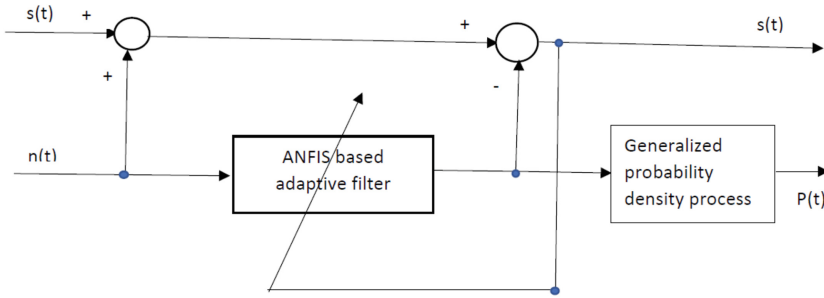 s(t)
+
+
s(t)
+
-
n(t)
ANFIS based
adaptive filter
Generalized
probability
density process
P(t)